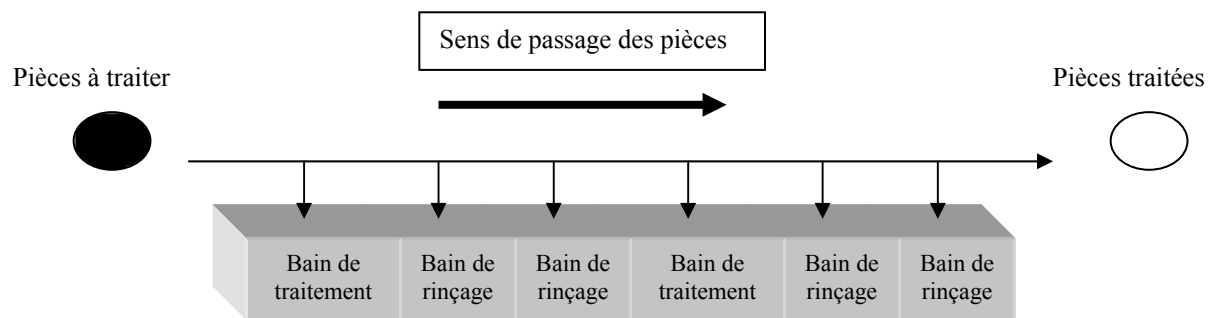 Sens de passage des pièces
Pièces à traiter
Pièces traitées
Bain de
traitement
Bain de
rinçage
Bain de
rinçage
Bain de
traitement
Bain de
rinçage
Bain de
rinçage